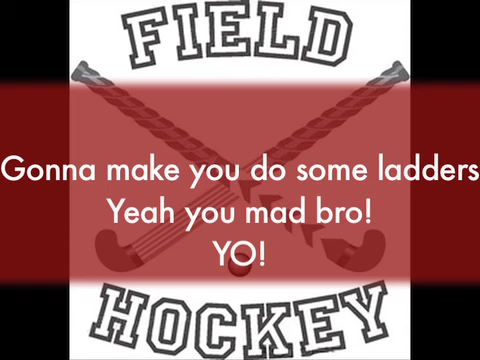 FIELD
Gonna make you do some ladders
Yeah you mad bro!
YO!
HOCKEY